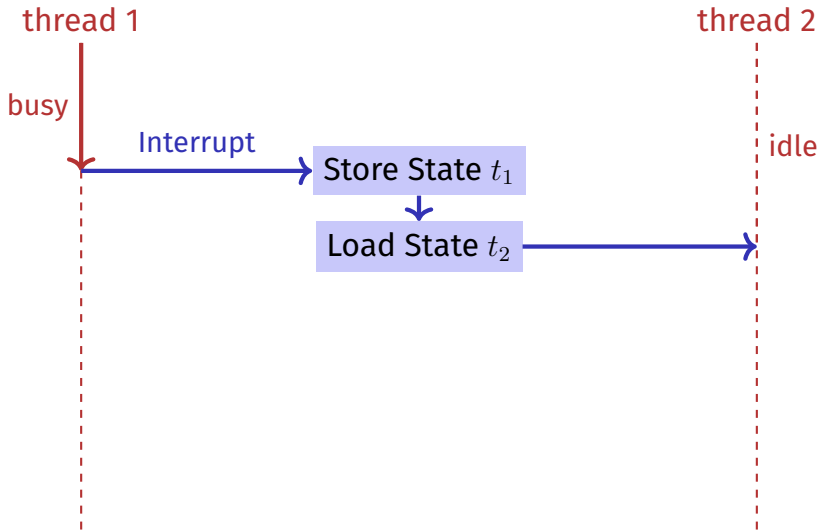 thread 1
thread 2
busy
Interrupt
idle
Store State t₁
Load State t₂